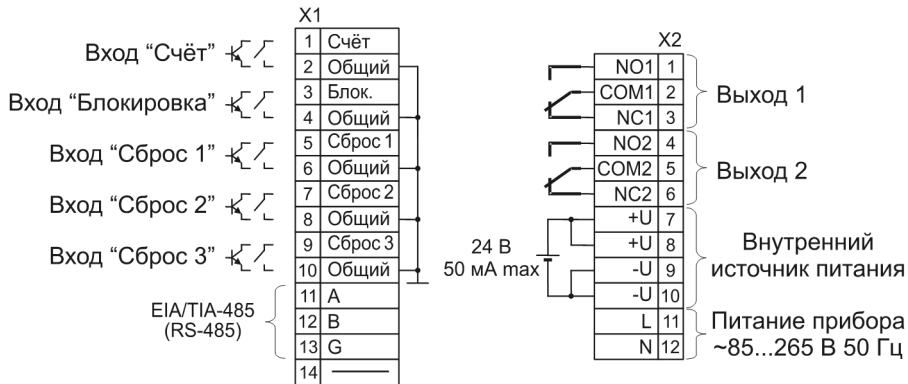 X1
Вход “Счёт”
1 Счёт
2 Общий
Вход “Блокировка”
3 Блок.
4 Общий
Вход “Сброс 1”
5 Сброс 1
6 Общий
Вход “Сброс 2”
7 Сброс 2
8 Общий
Вход “Сброс 3”
9 Сброс 3
10 Общий
EIA/TIA-485
(RS-485)
11 A
12 B
13 G
14
X2
NO1 1
COM1 2
NC1 3
Выход 1
NO2 4
COM2 5
NC2 6
Выход 2
24 В
50 мА max
+U 7
+U 8
-U 9
-U 10
Внутренний
источник питания
L 11
N 12
Питание прибора
~85...265 В 50 Гц